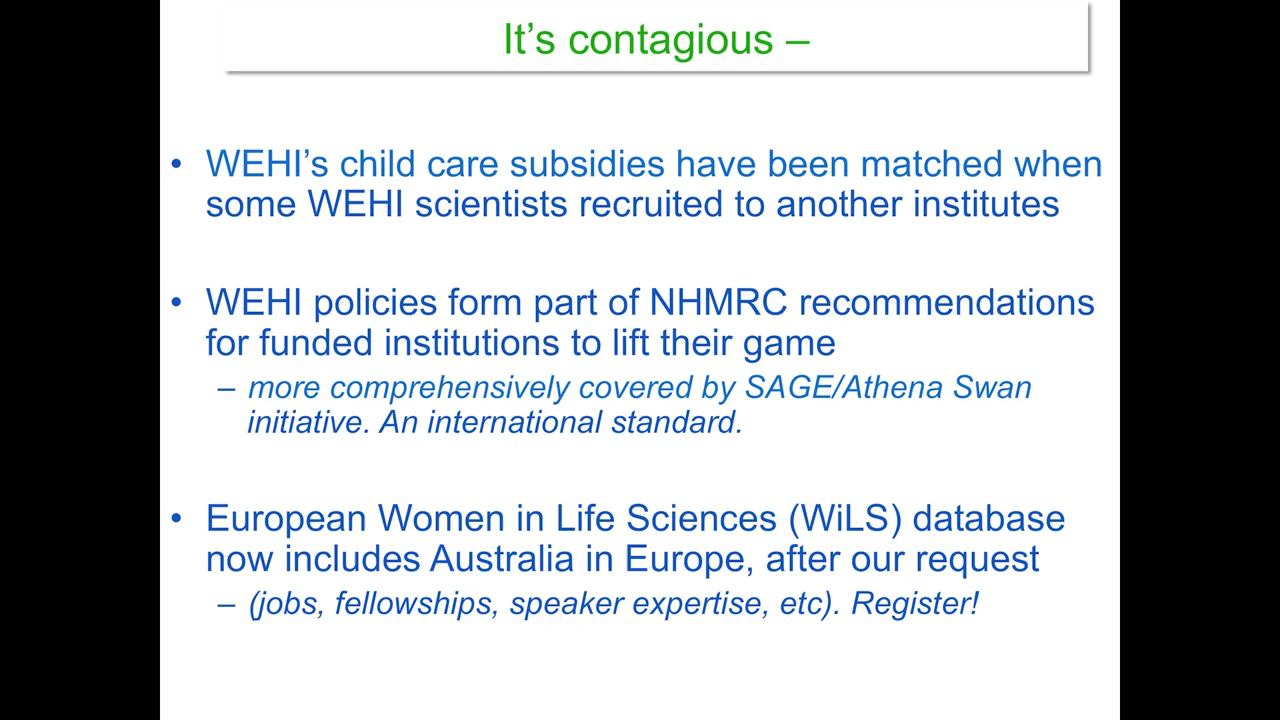 It’s contagious –
• WEHI’s child care subsidies have been matched when
some WEHI scientists recruited to another institutes
• WEHI policies form part of NHMRC recommendations
for funded institutions to lift their game
– more comprehensively covered by SAGE/Athena Swan
initiative. An international standard.
• European Women in Life Sciences (WiLS) database
now includes Australia in Europe, after our request
– (jobs, fellowships, speaker expertise, etc). Register!